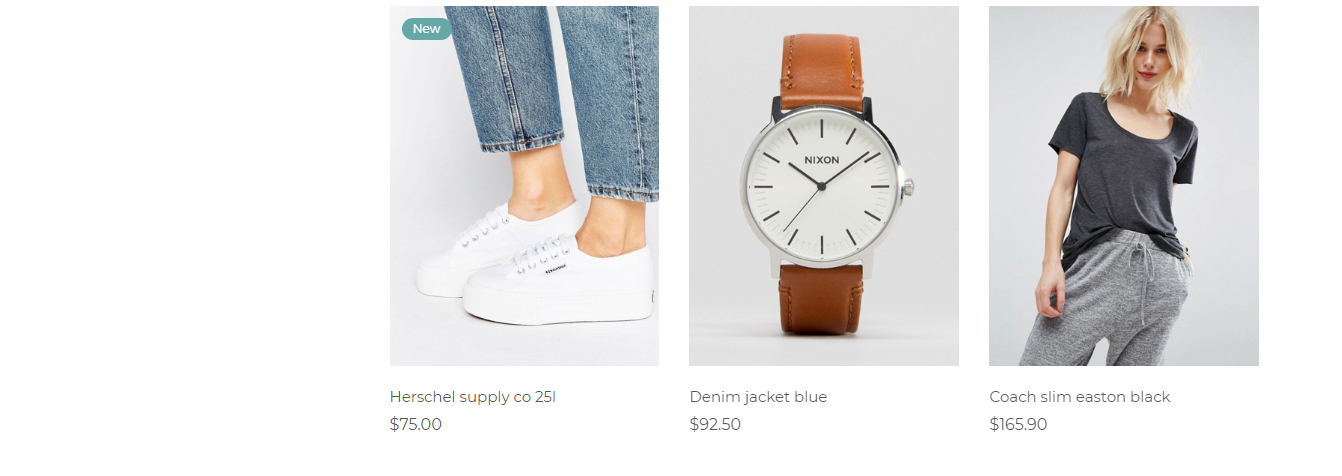 New
NIXON
Herschel supply co 25l
Denim jacket blue
Coach slim easton black
$75.00
$92.50
$165.90